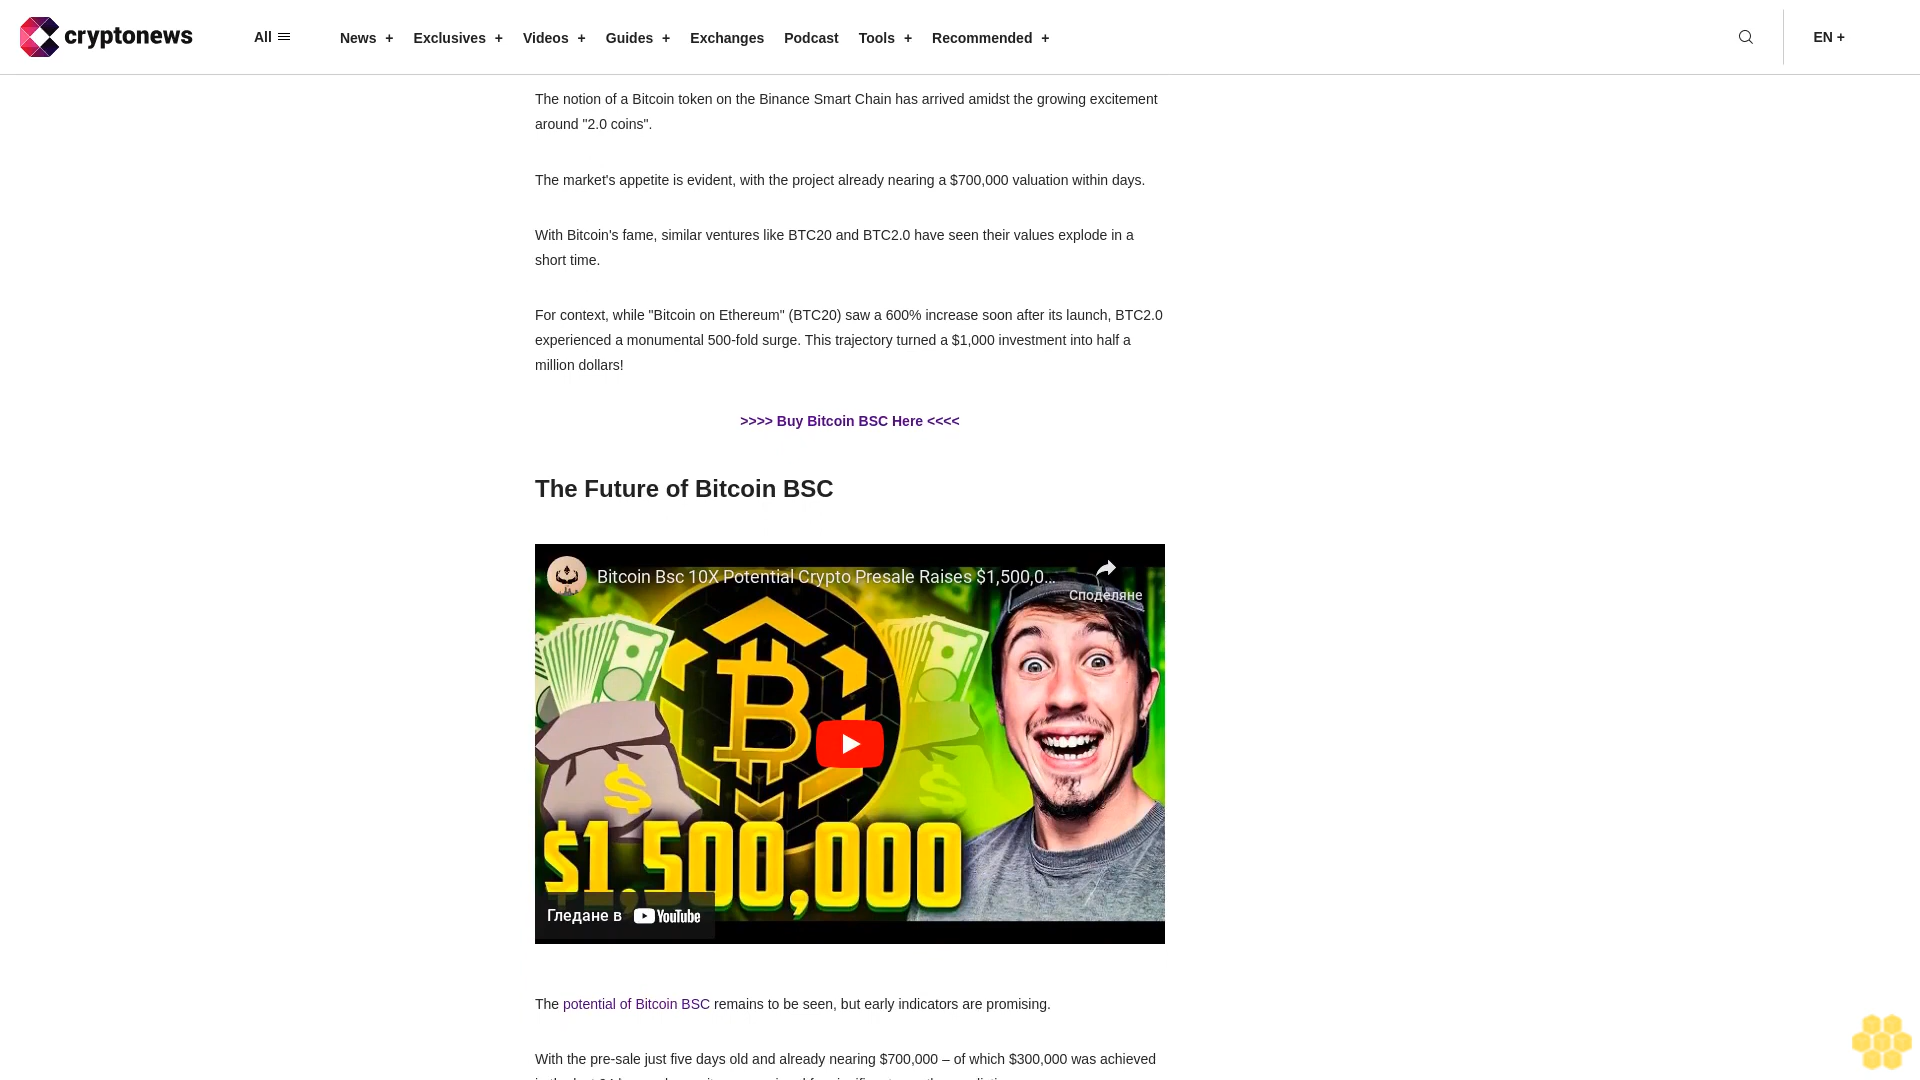 cryptonews
All
News +
Exclusives +
Videos +
Guides +
Exchanges
Podcast
Tools +
Recommended +
EN +
The notion of a Bitcoin token on the Binance Smart Chain has arrived amidst the growing excitement
around "2.0 coins".
The market's appetite is evident, with the project already nearing a $700,000 valuation within days.
With Bitcoin's fame, similar ventures like BTC20 and BTC2.0 have seen their values explode in a
short time.
For context, while "Bitcoin on Ethereum" (BTC20) saw a 600% increase soon after its launch, BTC2.0
experienced a monumental 500-fold surge. This trajectory turned a $1,000 investment into half a
million dollars!
>>>> Buy Bitcoin BSC Here <<<<
The Future of Bitcoin BSC
Bitcoin Bsc 10X Potential Crypto Presale Raises $1,500,0...
Споделяне
$1,500,000
Гледане в YouTube
The potential of Bitcoin BSC remains to be seen, but early indicators are promising.
With the pre-sale just five days old and already nearing $700,000 – of which $300,000 was achieved